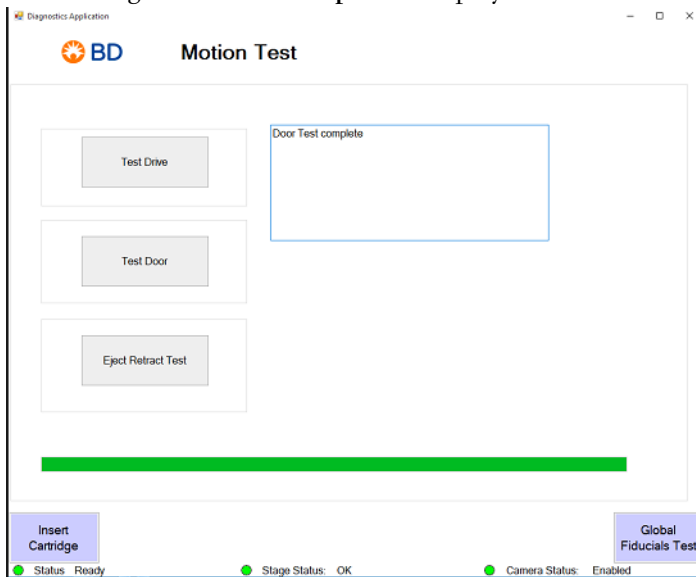 Diagnostics Application
BD
Motion Test
Test Drive
Door Test complete
Test Door
Eject Retract Test
Insert
Cartridge
Global
Fiducials Test
Status Ready
Stage Status: OK
Camera Status: Enabled